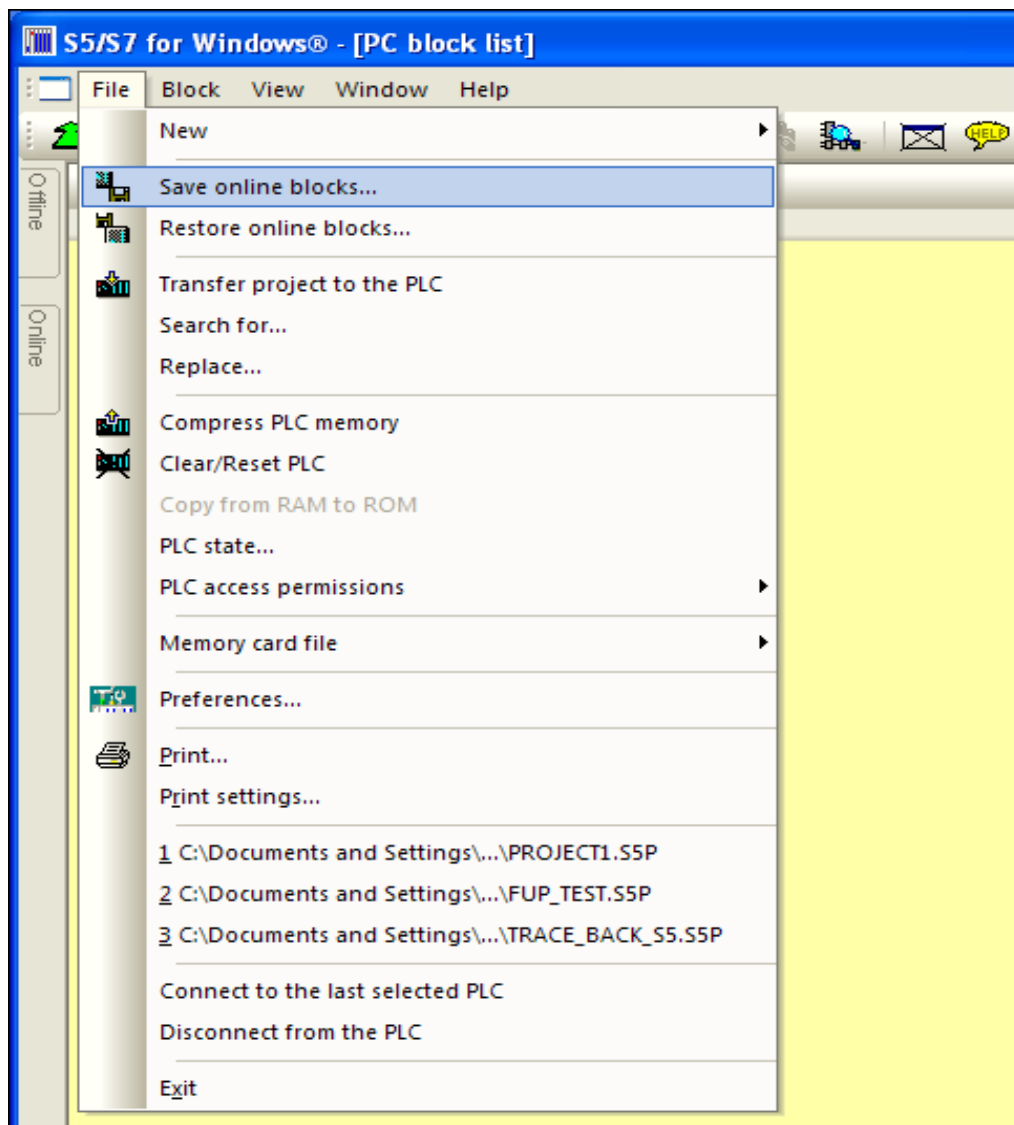 S5/S7 for Windows® - [PC block list]
File Block View Window Help
HELP
Offline
Online
New
Save online blocks...
Restore online blocks...
Transfer project to the PLC
Search for...
Replace...
Compress PLC memory
Clear/Reset PLC
Copy from RAM to ROM
PLC state...
PLC access permissions
Memory card file
Preferences...
Print...
Print settings...
1 C:\Documents and Settings\...\PROJECT1.S5P
2 C:\Documents and Settings\...\FUP_TEST.S5P
3 C:\Documents and Settings\...\TRACE_BACK_S5.S5P
Connect to the last selected PLC
Disconnect from the PLC
Exit